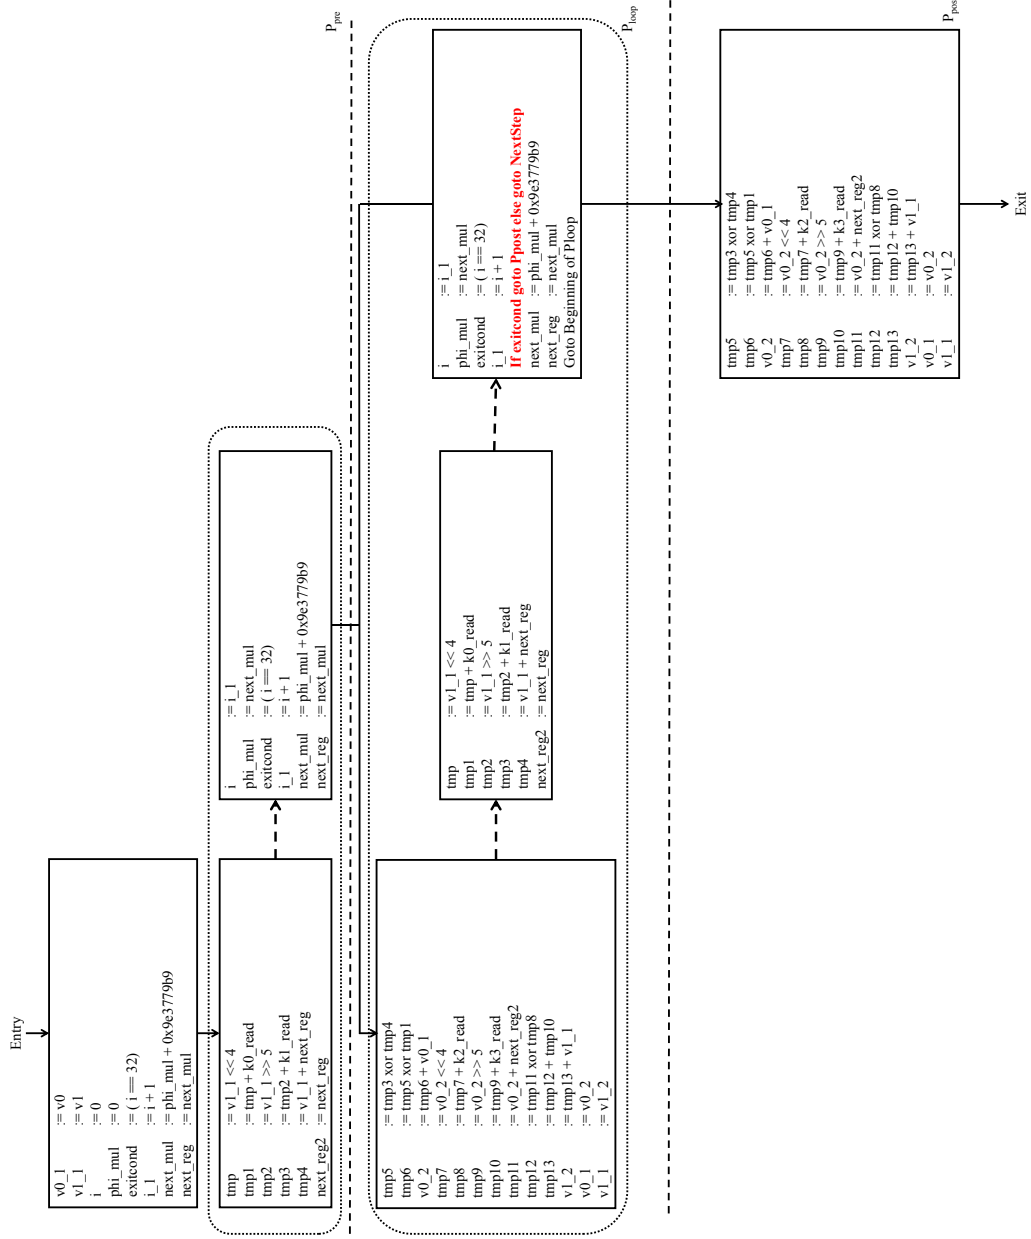 Entry
v0_1 := v0
v1_1 := v1
i := 0
phi_mul := 0
exitcond := ( i == 32)
i_1 := i + 1
next_mul := phi_mul + 0x9e3779b9
next_reg := next_mul
tmp := v1_1 << 4
tmp1 := tmp + k0_read
tmp2 := v1_1 >> 5
tmp3 := tmp2 + k1_read
tmp4 := v1_1 + next_reg
next_reg2 := next_reg
i := i_1
phi_mul := next_mul
exitcond := ( i == 32)
i_1 := i + 1
next_mul := phi_mul + 0x9e3779b9
next_reg := next_mul
P_pre
tmp5 := tmp3 xor tmp4
tmp6 := tmp5 xor tmp1
v0_2 := tmp6 + v0_1
tmp7 := v0_2 << 4
tmp8 := tmp7 + k2_read
tmp9 := v0_2 >> 5
tmp10 := tmp9 + k3_read
tmp11 := v0_2 + next_reg2
tmp12 := tmp11 xor tmp8
tmp13 := tmp12 + tmp10
v1_2 := tmp13 + v1_1
v0_1 := v0_2
v1_1 := v1_2
tmp := v1_1 << 4
tmp1 := tmp + k0_read
tmp2 := v1_1 >> 5
tmp3 := tmp2 + k1_read
tmp4 := v1_1 + next_reg
next_reg2 := next_reg
i := i_1
phi_mul := next_mul
exitcond := ( i == 32)
i_1 := i + 1
If exitcond goto Ppost else goto NextStep
next_mul := phi_mul + 0x9e3779b9
next_reg := next_mul
Goto Beginning of Ploop
P_loop
tmp5 := tmp3 xor tmp4
tmp6 := tmp5 xor tmp1
v0_2 := tmp6 + v0_1
tmp7 := v0_2 << 4
tmp8 := tmp7 + k2_read
tmp9 := v0_2 >> 5
tmp10 := tmp9 + k3_read
tmp11 := v0_2 + next_reg2
tmp12 := tmp11 xor tmp8
tmp13 := tmp12 + tmp10
v1_2 := tmp13 + v1_1
v0_1 := v0_2
v1_1 := v1_2
P_pos
Exit